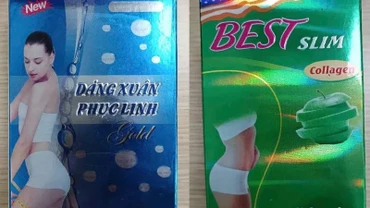 New
DÁNG XUÂN
PHỤC LINH
Gold
BEST SLIM
Collagen